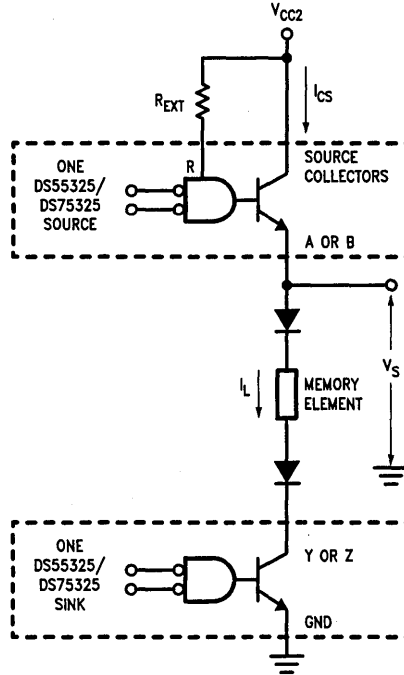 VCC2
REXT
ICS
ONE
DS55325/
DS75325
SOURCE
R
SOURCE
COLLECTORS
A OR B
VS
IL
MEMORY
ELEMENT
ONE
DS55325/
DS75325
SINK
Y OR Z
GND